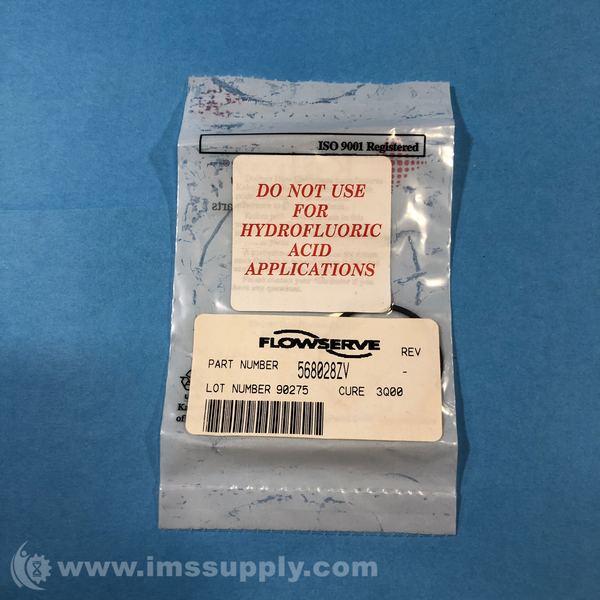 ISO 9001 Registered
DO NOT USE
FOR
HYDROFLUORIC
ACID
APPLICATIONS
FLOWSERVE
REV
PART NUMBER 568028ZV -
LOT NUMBER 90275 CURE 3Q00
www.imssupply.com